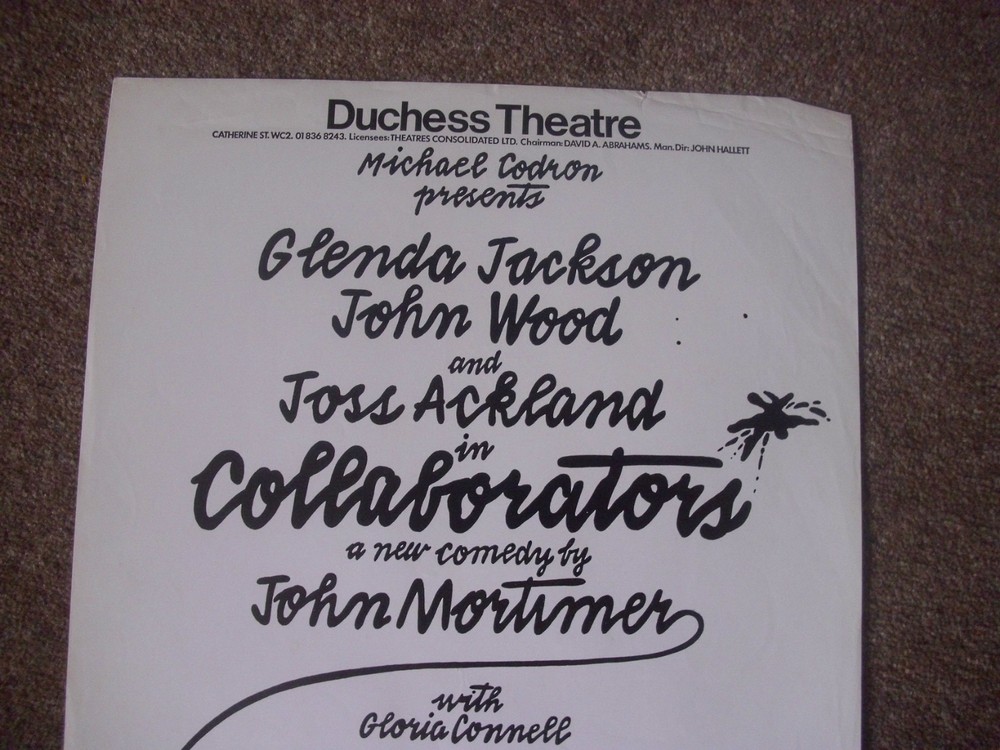 Duchess Theatre
CATHERINE ST. WC2. 01 836 8243. Licensees: THEATRES CONSOLIDATED LTD. Chairman: DAVID A. ABRAHAMS. Man. Dir: JOHN HALLETT
Michael Codron
presents
Glenda Jackson
John Wood
and
Joss Ackland
in
Collaborators
a new comedy by
John Mortimer
with
Gloria Connell